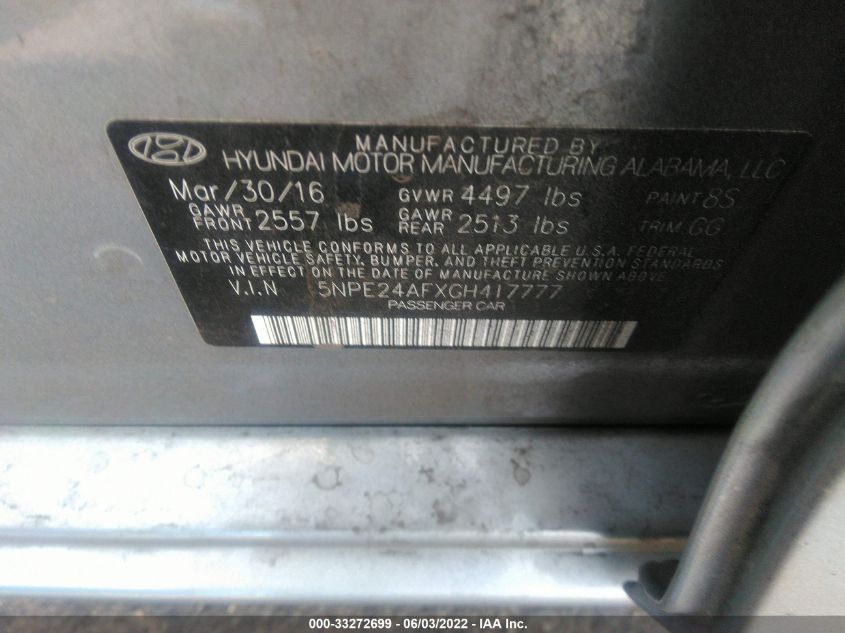 MANUFACTURED BY
HYUNDAI MOTOR MANUFACTURING ALABAMA, LLC
Mar/30/16 GVWR 4497 lbs PAINT 8S
GAWR FRONT 2557 lbs GAWR REAR 2513 lbs TRIM GG
THIS VEHICLE CONFORMS TO ALL APPLICABLE U.S.A. FEDERAL
MOTOR VEHICLE SAFETY, BUMPER, AND THEFT PREVENTION STANDARDS
IN EFFECT ON THE DATE OF MANUFACTURE SHOWN ABOVE.
V.I.N 5NPE24AFXGH417777
PASSENGER CAR
000-33272699 - 06/03/2022 - IAA Inc.